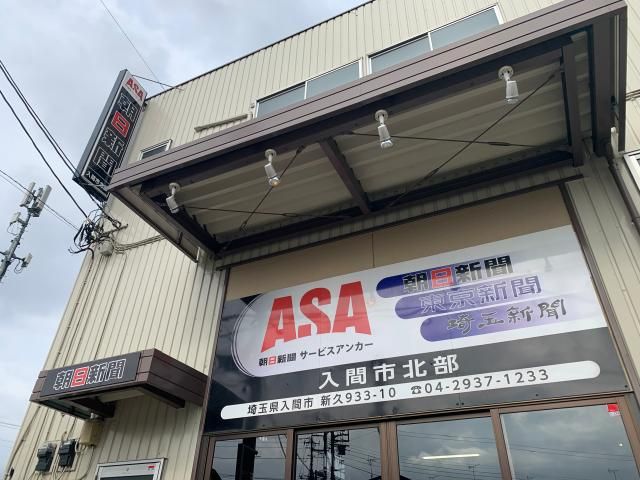 ASA
朝日新聞
朝日新聞
ASA
朝日新聞 サービスアンカー
朝日新聞
東京新聞
埼玉新聞
入間市北部
埼玉県入間市 新久933-10 ☎04-2937-1233